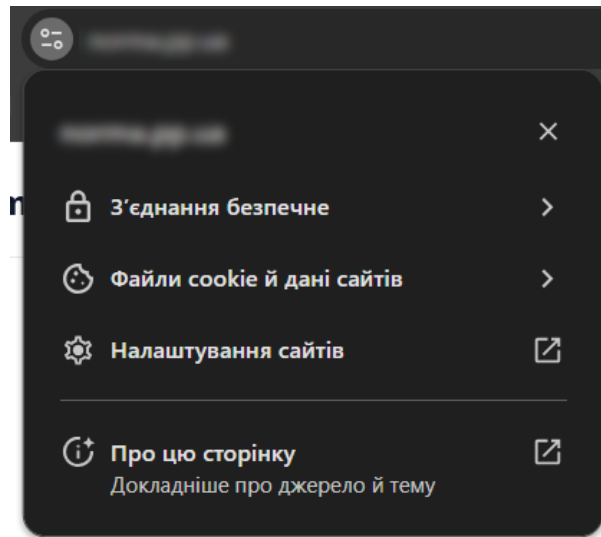 З’єднання безпечне
Файли cookie й дані сайтів
Налаштування сайтів
Про цю сторінку
Докладніше про джерело й тему